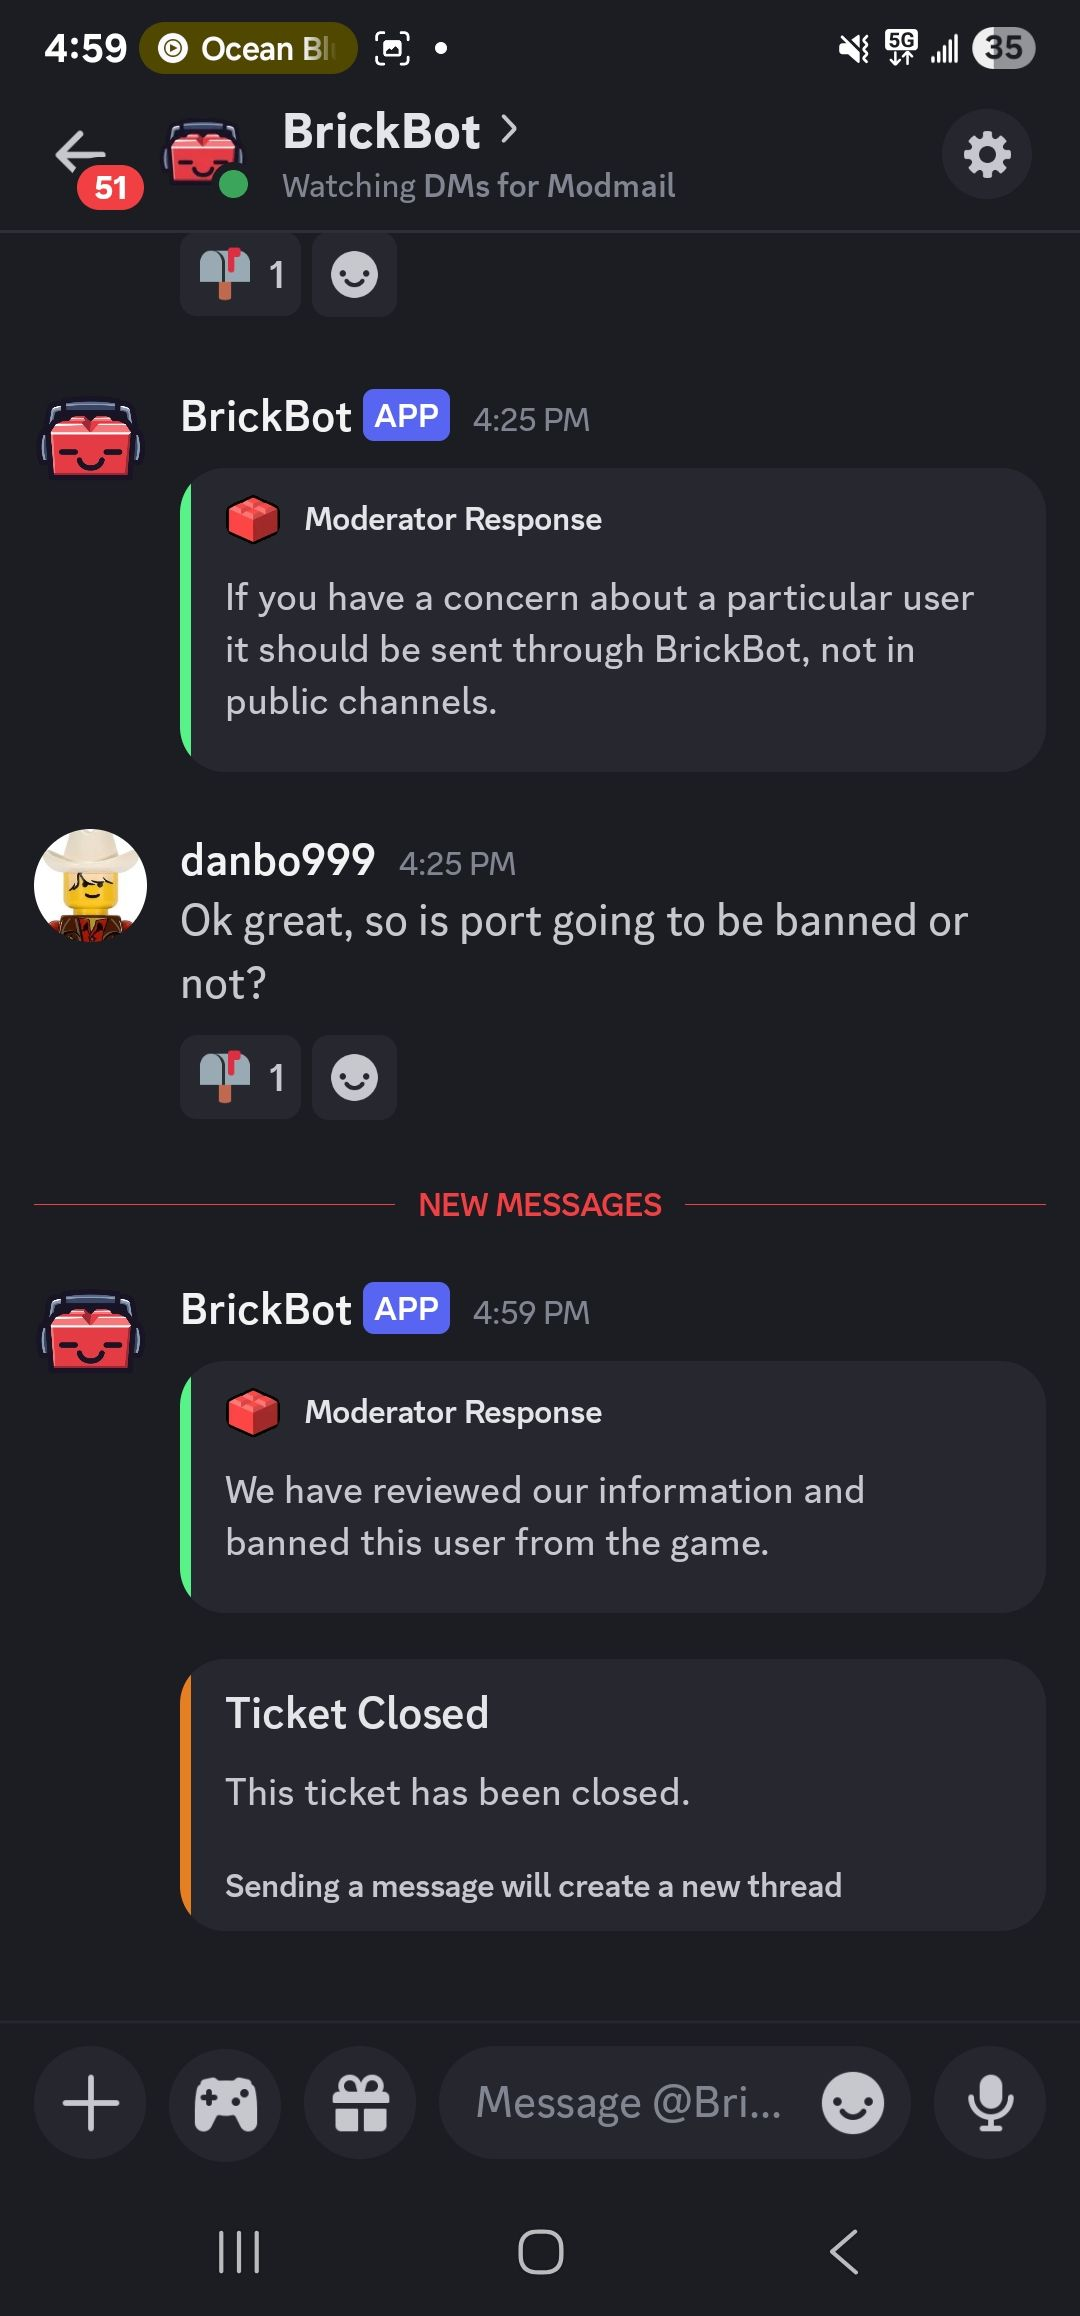 4:59 Ocean Bl 5G 35
BrickBot
Watching DMs for Modmail
51
1
BrickBot APP 4:25 PM
Moderator Response
If you have a concern about a particular user
it should be sent through BrickBot, not in
public channels.
danbo999 4:25 PM
Ok great, so is port going to be banned or
not?
1
NEW MESSAGES
BrickBot APP 4:59 PM
Moderator Response
We have reviewed our information and
banned this user from the game.
Ticket Closed
This ticket has been closed.
Sending a message will create a new thread
Message @Bri...